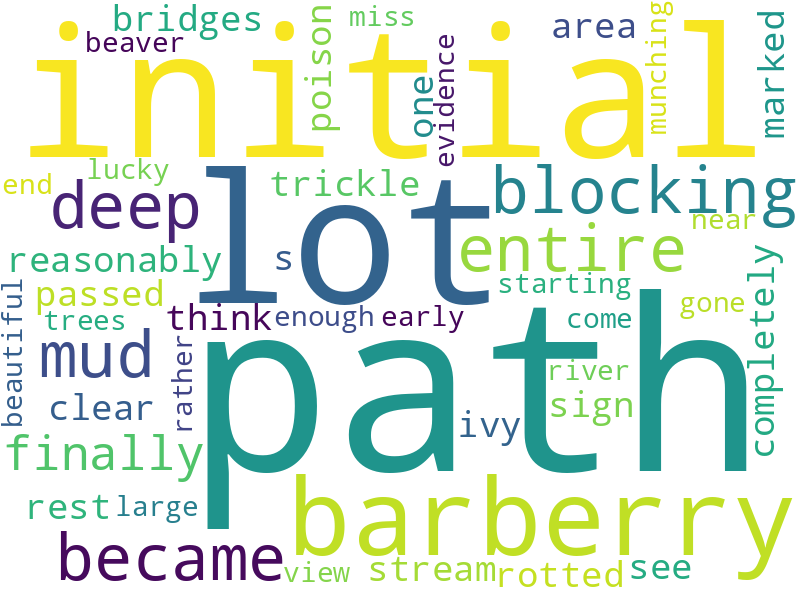 bridges
poison
miss
area
munching
marked
beaver
initial
one
evidence
lucky
end
deep
trickle
lot
blocking
near
reasonably
s
entire
completely
passed
starting
gone
beautiful
trees
think
enough
early
come
mud
rather
path
river
clear
ivy
sign
finally
barberry
rest
large
became
view
stream
rotted
see